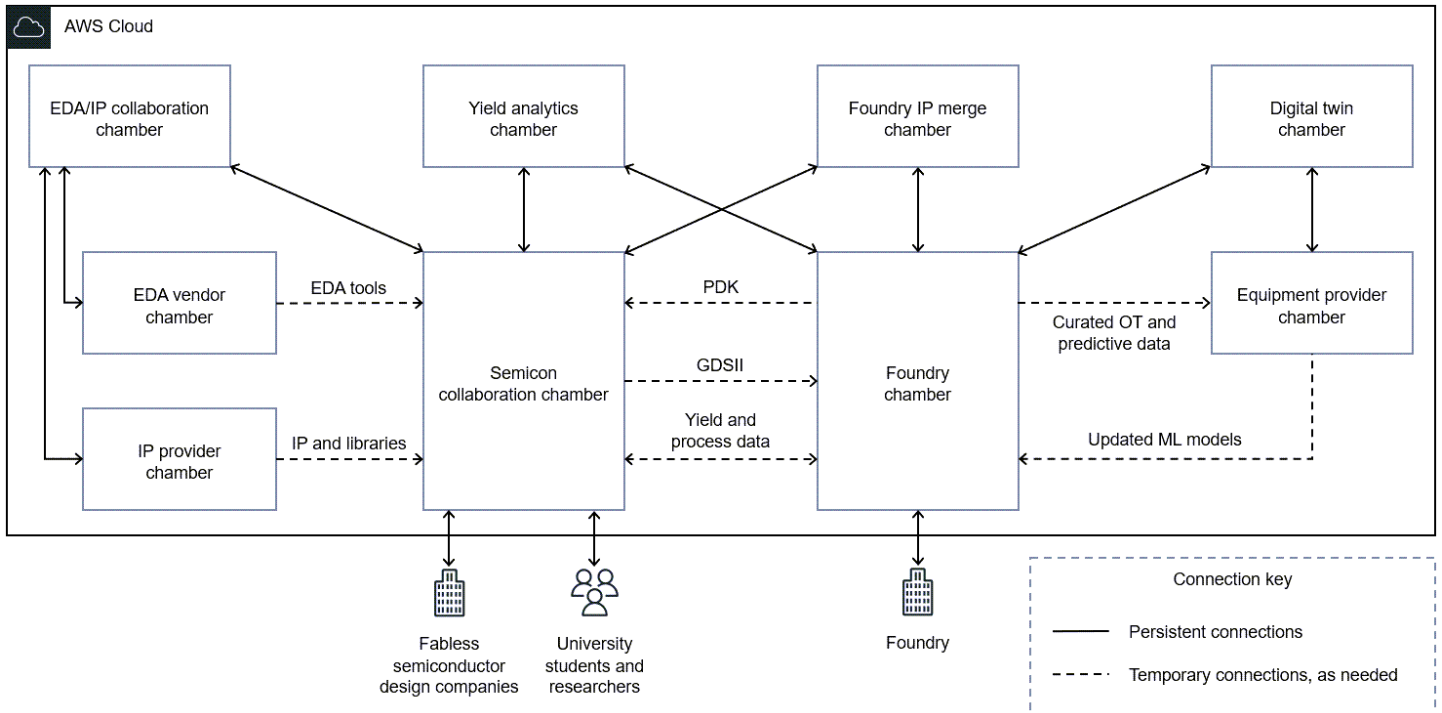 AWS Cloud
EDA/IP collaboration
chamber
Yield analytics
chamber
Foundry IP merge
chamber
Digital twin
chamber
EDA vendor
chamber
EDA tools
IP provider
chamber
IP and libraries
Semicon
collaboration chamber
PDK
GDSII
Yield and
process data
Foundry
chamber
Curated OT and
predictive data
Equipment provider
chamber
Updated ML models
Fabless
semiconductor
design companies
University
students and
researchers
Foundry
Connection key
Persistent connections
Temporary connections, as needed